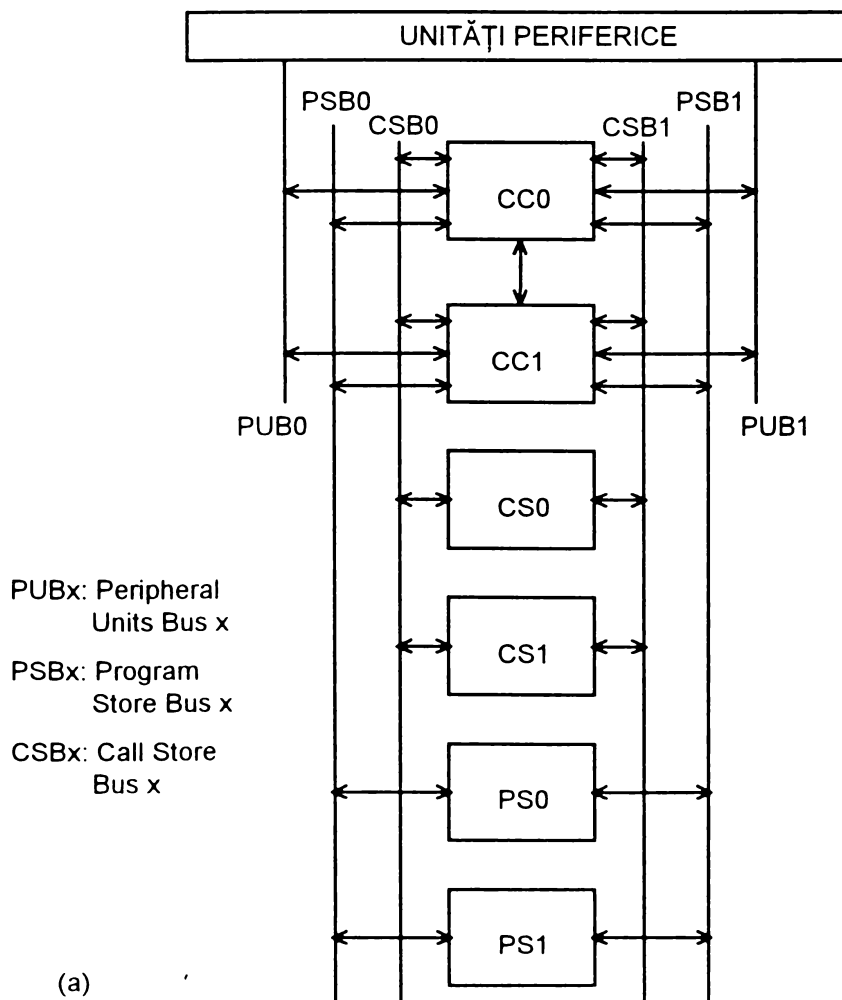 UNITĂȚI PERIFERICE
PSB0
PSB1
CSB0
CSB1
CC0
CC1
PUB0
PUB1
CS0
PUBx: Peripheral
Units Bus x
CS1
PSBx: Program
Store Bus x
CSBx: Call Store
Bus x
PS0
PS1
(a)